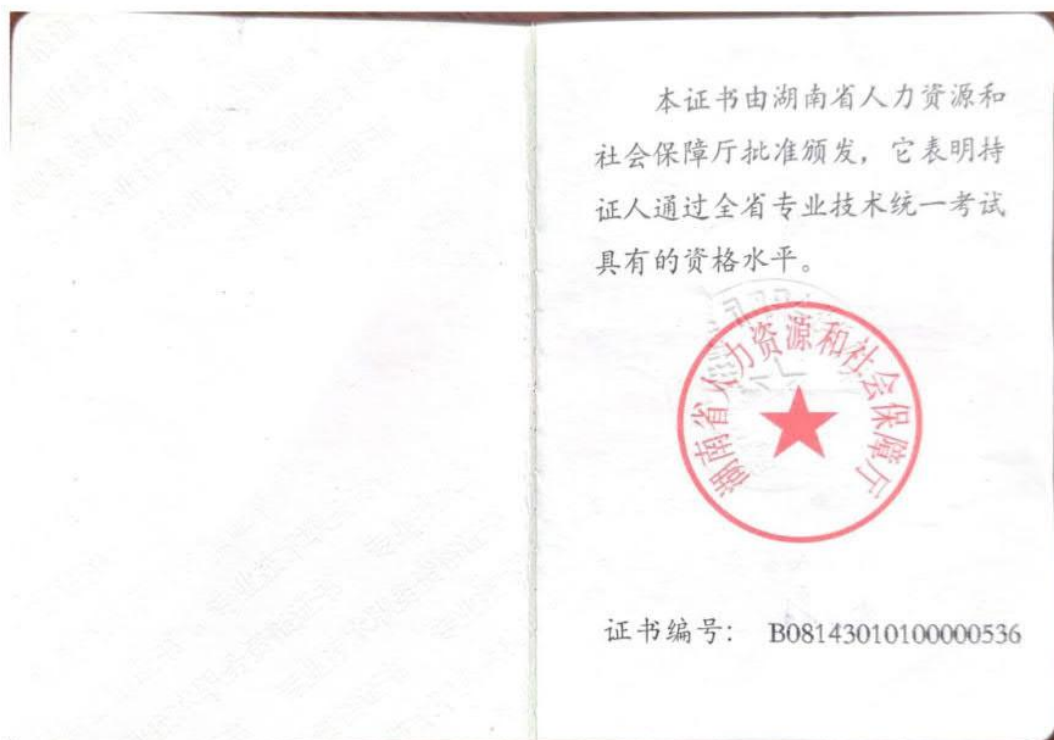 本证书由湖南省人力资源和
社会保障厅批准颁发，它表明持
证人通过全省专业技术统一考试
具有的资格水平。
湖南省人力资源和社会保障厅
证书编号： B08143010100000536